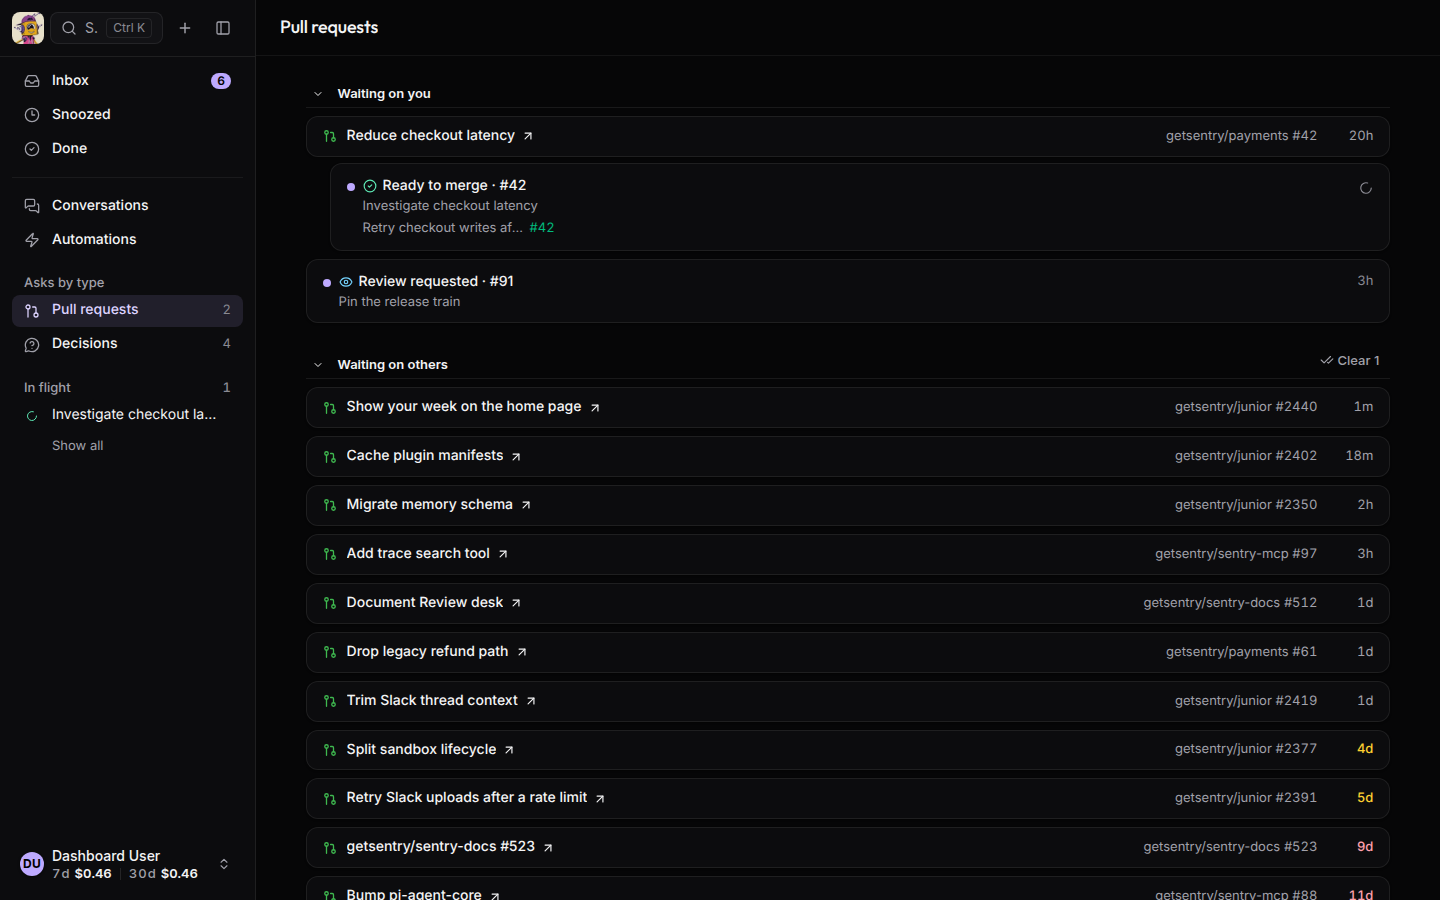 S. Ctrl K
Inbox 6
Snoozed
Done
Conversations
Automations
Asks by type
Pull requests 2
Decisions 4
In flight 1
Investigate checkout la...
Show all
DU Dashboard User
7d $0.46 30d $0.46
Pull requests
Waiting on you
Reduce checkout latency getsentry/payments #42 20h
Ready to merge · #42
Investigate checkout latency
Retry checkout writes af... #42
Review requested · #91 3h
Pin the release train
Waiting on others Clear 1
Show your week on the home page getsentry/junior #2440 1m
Cache plugin manifests getsentry/junior #2402 18m
Migrate memory schema getsentry/junior #2350 2h
Add trace search tool getsentry/sentry-mcp #97 3h
Document Review desk getsentry/sentry-docs #512 1d
Drop legacy refund path getsentry/payments #61 1d
Trim Slack thread context getsentry/junior #2419 1d
Split sandbox lifecycle getsentry/junior #2377 4d
Retry Slack uploads after a rate limit getsentry/junior #2391 5d
getsentry/sentry-docs #523 getsentry/sentry-docs #523 9d
Bump pi-agent-core getsentry/sentry-mcp #88 11d